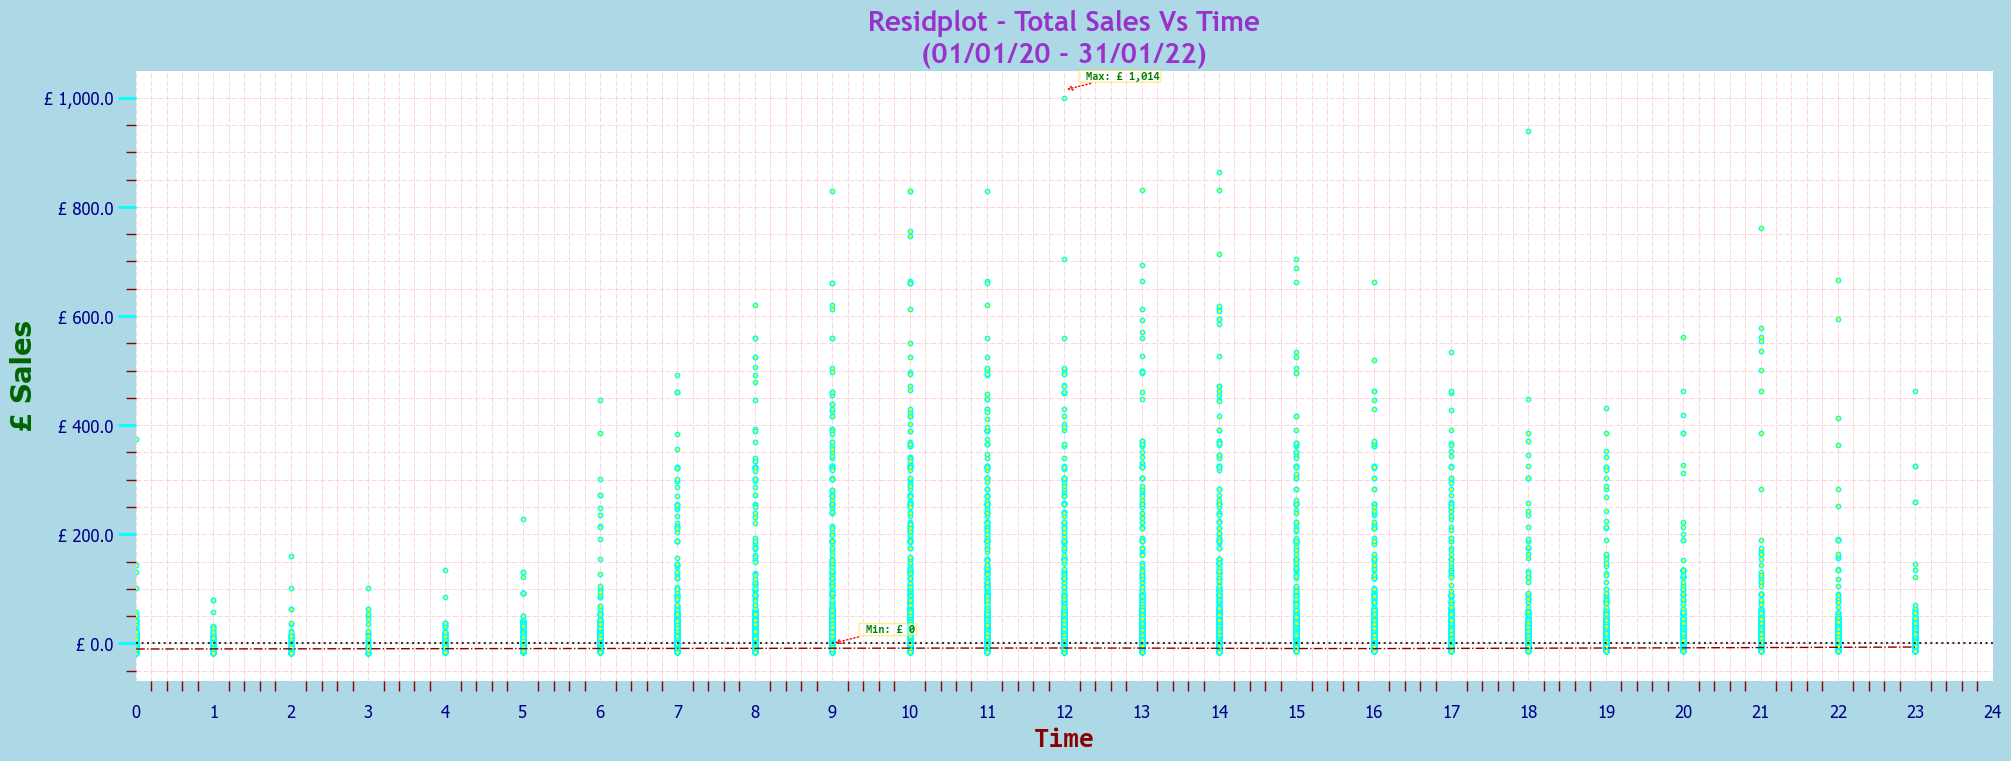 Residplot - Total Sales Vs Time
(01/01/20 - 31/01/22)
Max: £ 1,014
£ 1,000.0
£ 800.0
£ 600.0
£ 400.0
£ 200.0
£ 0.0
£ Sales
Min: £ 0
0 1 2 3 4 5 6 7 8 9 10 11 12 13 14 15 16 17 18 19 20 21 22 23 24
Time